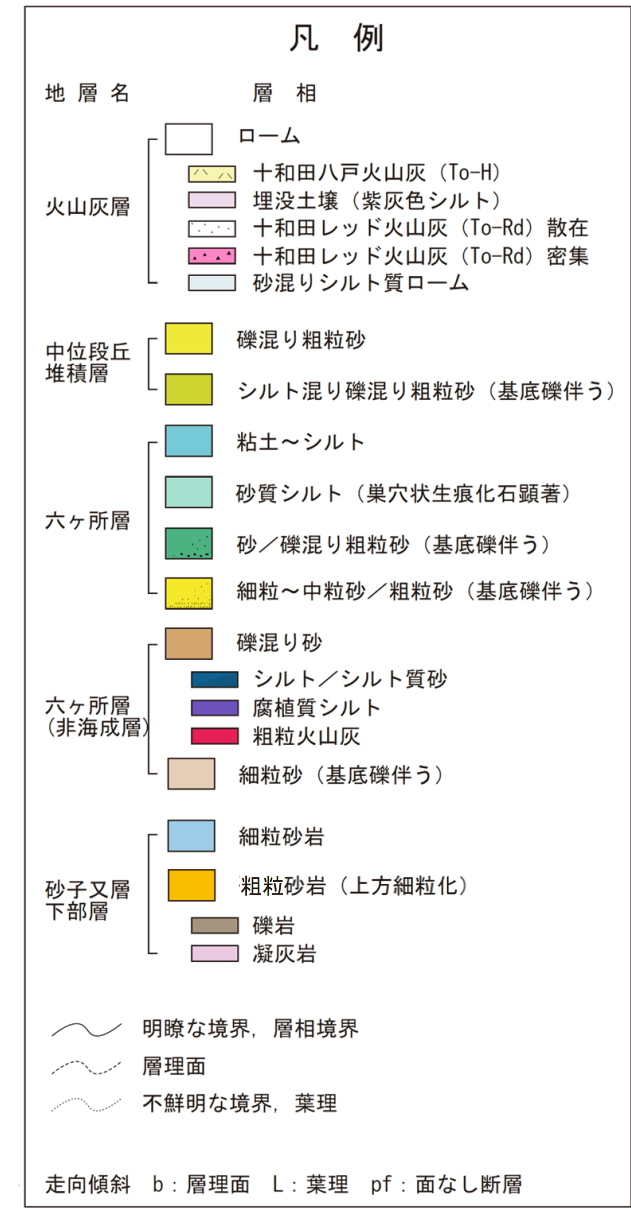 凡 例
地 層 名 層 相
火山灰層
ローム
十和田八戸火山灰（To-H）
埋没土壌（紫灰色シルト）
十和田レッド火山灰（To-Rd）散在
十和田レッド火山灰（To-Rd）密集
砂混りシルト質ローム
中位段丘
堆積層
礫混り粗粒砂
シルト混り礫混り粗粒砂（基底礫伴う）
六ヶ所層
粘土～シルト
砂質シルト（巣穴状生痕化石顕著）
砂／礫混り粗粒砂（基底礫伴う）
細粒～中粒砂／粗粒砂（基底礫伴う）
六ヶ所層
（非海成層）
礫混り砂
シルト／シルト質砂
腐植質シルト
粗粒火山灰
細粒砂（基底礫伴う）
砂子又層
下部層
細粒砂岩
粗粒砂岩（上方細粒化）
礫岩
凝灰岩
明瞭な境界，層相境界
層理面
不鮮明な境界，葉理
走向傾斜 b：層理面 L：葉理 pf：面なし断層